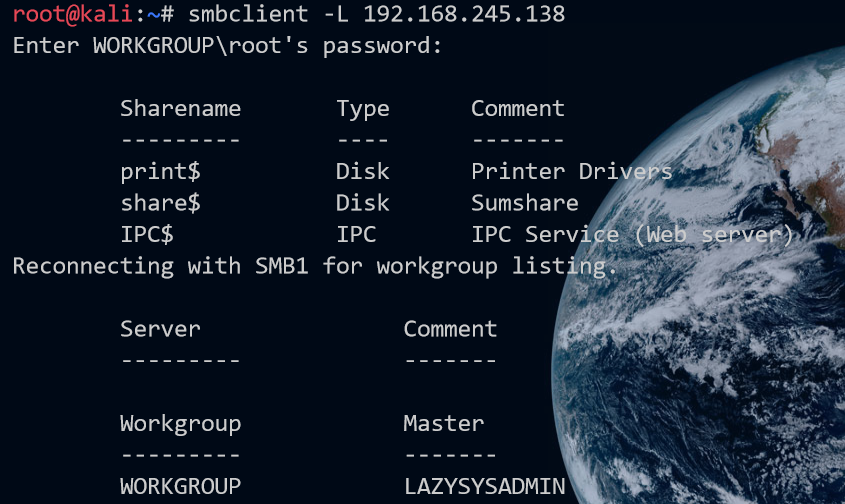 root@kali:~# smbclient -L 192.168.245.138
Enter WORKGROUP\root's password:
Sharename Type Comment
--------- ---- -------
print$ Disk Printer Drivers
share$ Disk Sumshare
IPC$ IPC IPC Service (Web server)
Reconnecting with SMB1 for workgroup listing.
Server Comment
--------- -------
Workgroup Master
--------- -------
WORKGROUP LAZYSYSADMIN